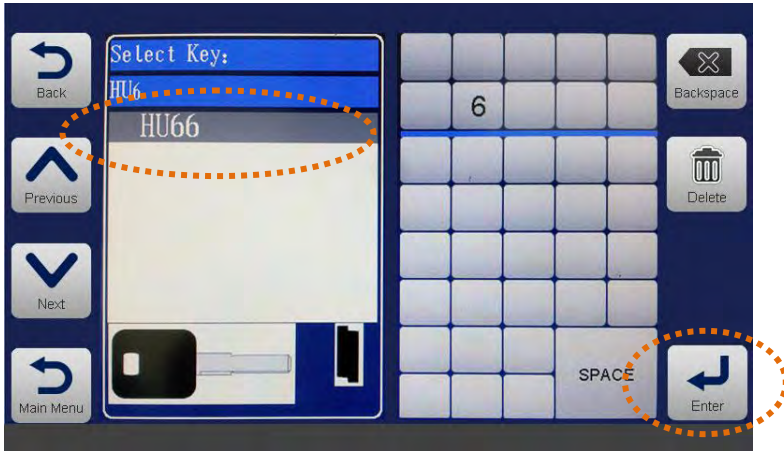 Select Key:
Back
HU6
HU66
6
Backspace
Previous
Delete
Next
SPACE
Main Menu
Enter